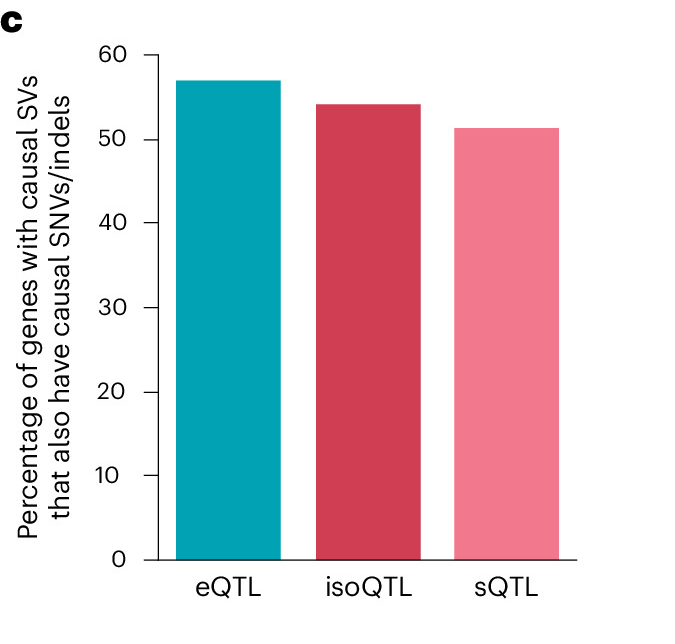 c
Percentage of genes with causal SVs
that also have causal SNVs/indels
60
50
40
30
20
10
0
eQTL isoQTL sQTL